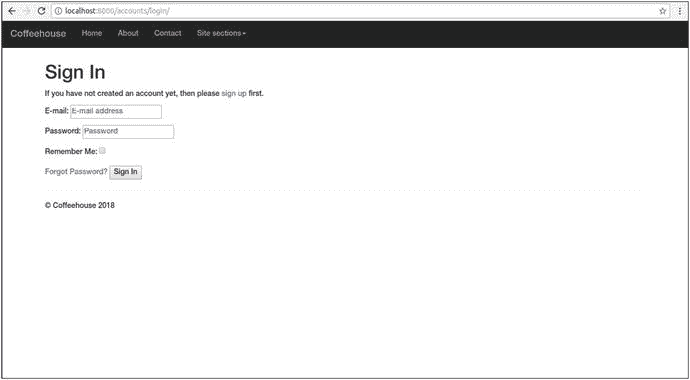 localhost:8000/accounts/login/
Coffeehouse Home About Contact Site sections
Sign In
If you have not created an account yet, then please sign up first.
E-mail: E-mail address
Password: Password
Remember Me:
Forgot Password? Sign In
© Coffeehouse 2018